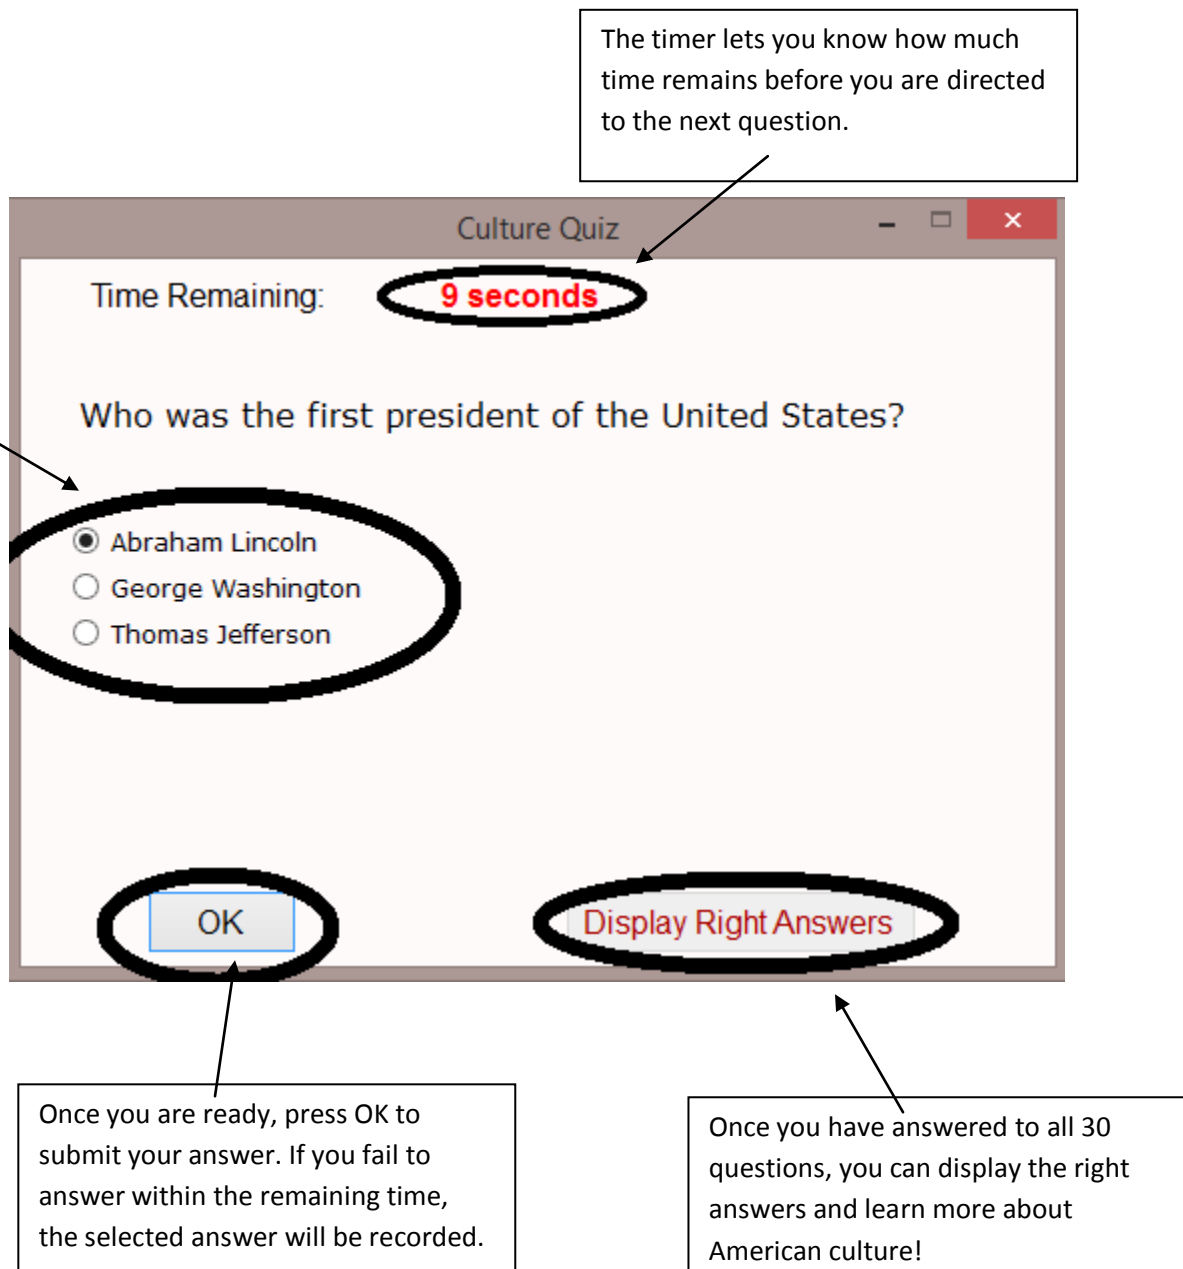 The timer lets you know how much
time remains before you are directed
to the next question.
Culture Quiz
Time Remaining: 9 seconds
Who was the first president of the United States?
Abraham Lincoln
George Washington
Thomas Jefferson
OK
Display Right Answers
Once you are ready, press OK to
submit your answer. If you fail to
answer within the remaining time,
the selected answer will be recorded.
Once you have answered to all 30
questions, you can display the right
answers and learn more about
American culture!